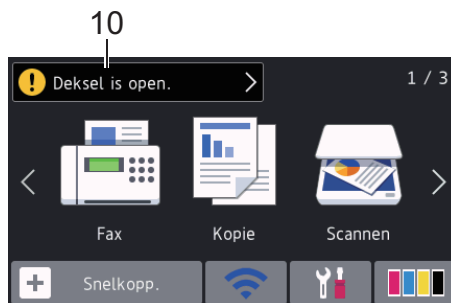 10
Deksel is open.
1 / 3
Fax Kopie Scannen
Snelkopp.